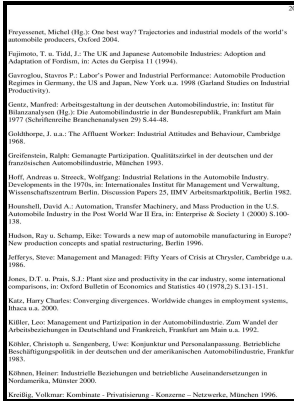 20
Freyessenet, Michel (Hg.): One best way? Trajectories and industrial models of the world's
automobile producers, Oxford 2004.
Fujimoto, T. u. Tidd, J.: The UK and Japanese Automobile Industries: Adoption and
Adaptation of Fordism, in: Actes du Gerpisa 11 (1994).
Gavroglou, Stavros P.: Labor's Power and Industrial Performance: Automobile Production
Regimes in Germany, the US and Japan, New York u.a. 1998 (Garland Studies on Industrial
Productivity).
Gentz, Manfred: Arbeitsgestaltung in der deutschen Automobilindustrie, in: Institut für
Bilanzanalysen (Hg.): Die Automobilindustrie in der Bundesrepublik, Frankfurt am Main
1977 (Schriftenreihe Branchenanalysen 29) S.44-48.
Goldthorpe, J. u.a.: The Affluent Worker: Industrial Attitudes and Behaviour, Cambridge
1968.
Greifenstein, Ralph: Gemanagte Partizipation. Qualitätszirkel in der deutschen und der
französischen Automobilindustrie, München 1993.
Hoff, Andreas u. Streeck, Wolfgang: Industrial Relations in the Automobile Industry.
Developments in the 1970s, in: Internationales Institut für Management und Verwaltung,
Wissenschaftszentrum Berlin, Discussion Papers 25, IIMV Arbeitsmarktpolitik, Berlin 1982.
Hounshell, David A.: Automation, Transfer Machinery, and Mass Production in the U.S.
Automobile Industry in the Post World War II Era, in: Enterprise & Society 1 (2000) S.100-
138.
Hudson, Ray u. Schamp, Eike: Towards a new map of automobile manufacturing in Europe?
New production concepts and spatial restructuring, Berlin 1996.
Jefferys, Steve: Management and Managed: Fifty Years of Crisis at Chrysler, Cambridge u.a.
1986.
Jones, D.T. u. Prais, S.J.: Plant size and productivity in the car industry, some international
comparisons, in: Oxford Bulletin of Economics and Statistics 40 (1978,2) S.131-151.
Katz, Harry Charles: Converging divergences. Worldwide changes in employment systems,
Ithaca u.a. 2000.
Kißler, Leo: Management und Partizipation in der Automobilindustrie. Zum Wandel der
Arbeitsbeziehungen in Deutschland und Frankreich, Frankfurt am Main u.a. 1992.
Köhler, Christoph u. Sengenberg, Uwe: Konjunktur und Personalanpassung. Betriebliche
Beschäftigungspolitik in der deutschen und der amerikanischen Automobilindustrie, Frankfur
1983.
Köhnen, Heiner: Industrielle Beziehungen und betriebliche Auseinandersetzungen in
Nordamerika, Münster 2000.
Kreißig, Volkmar: Kombinate - Privatisierung - Konzerne – Netzwerke, München 1996.